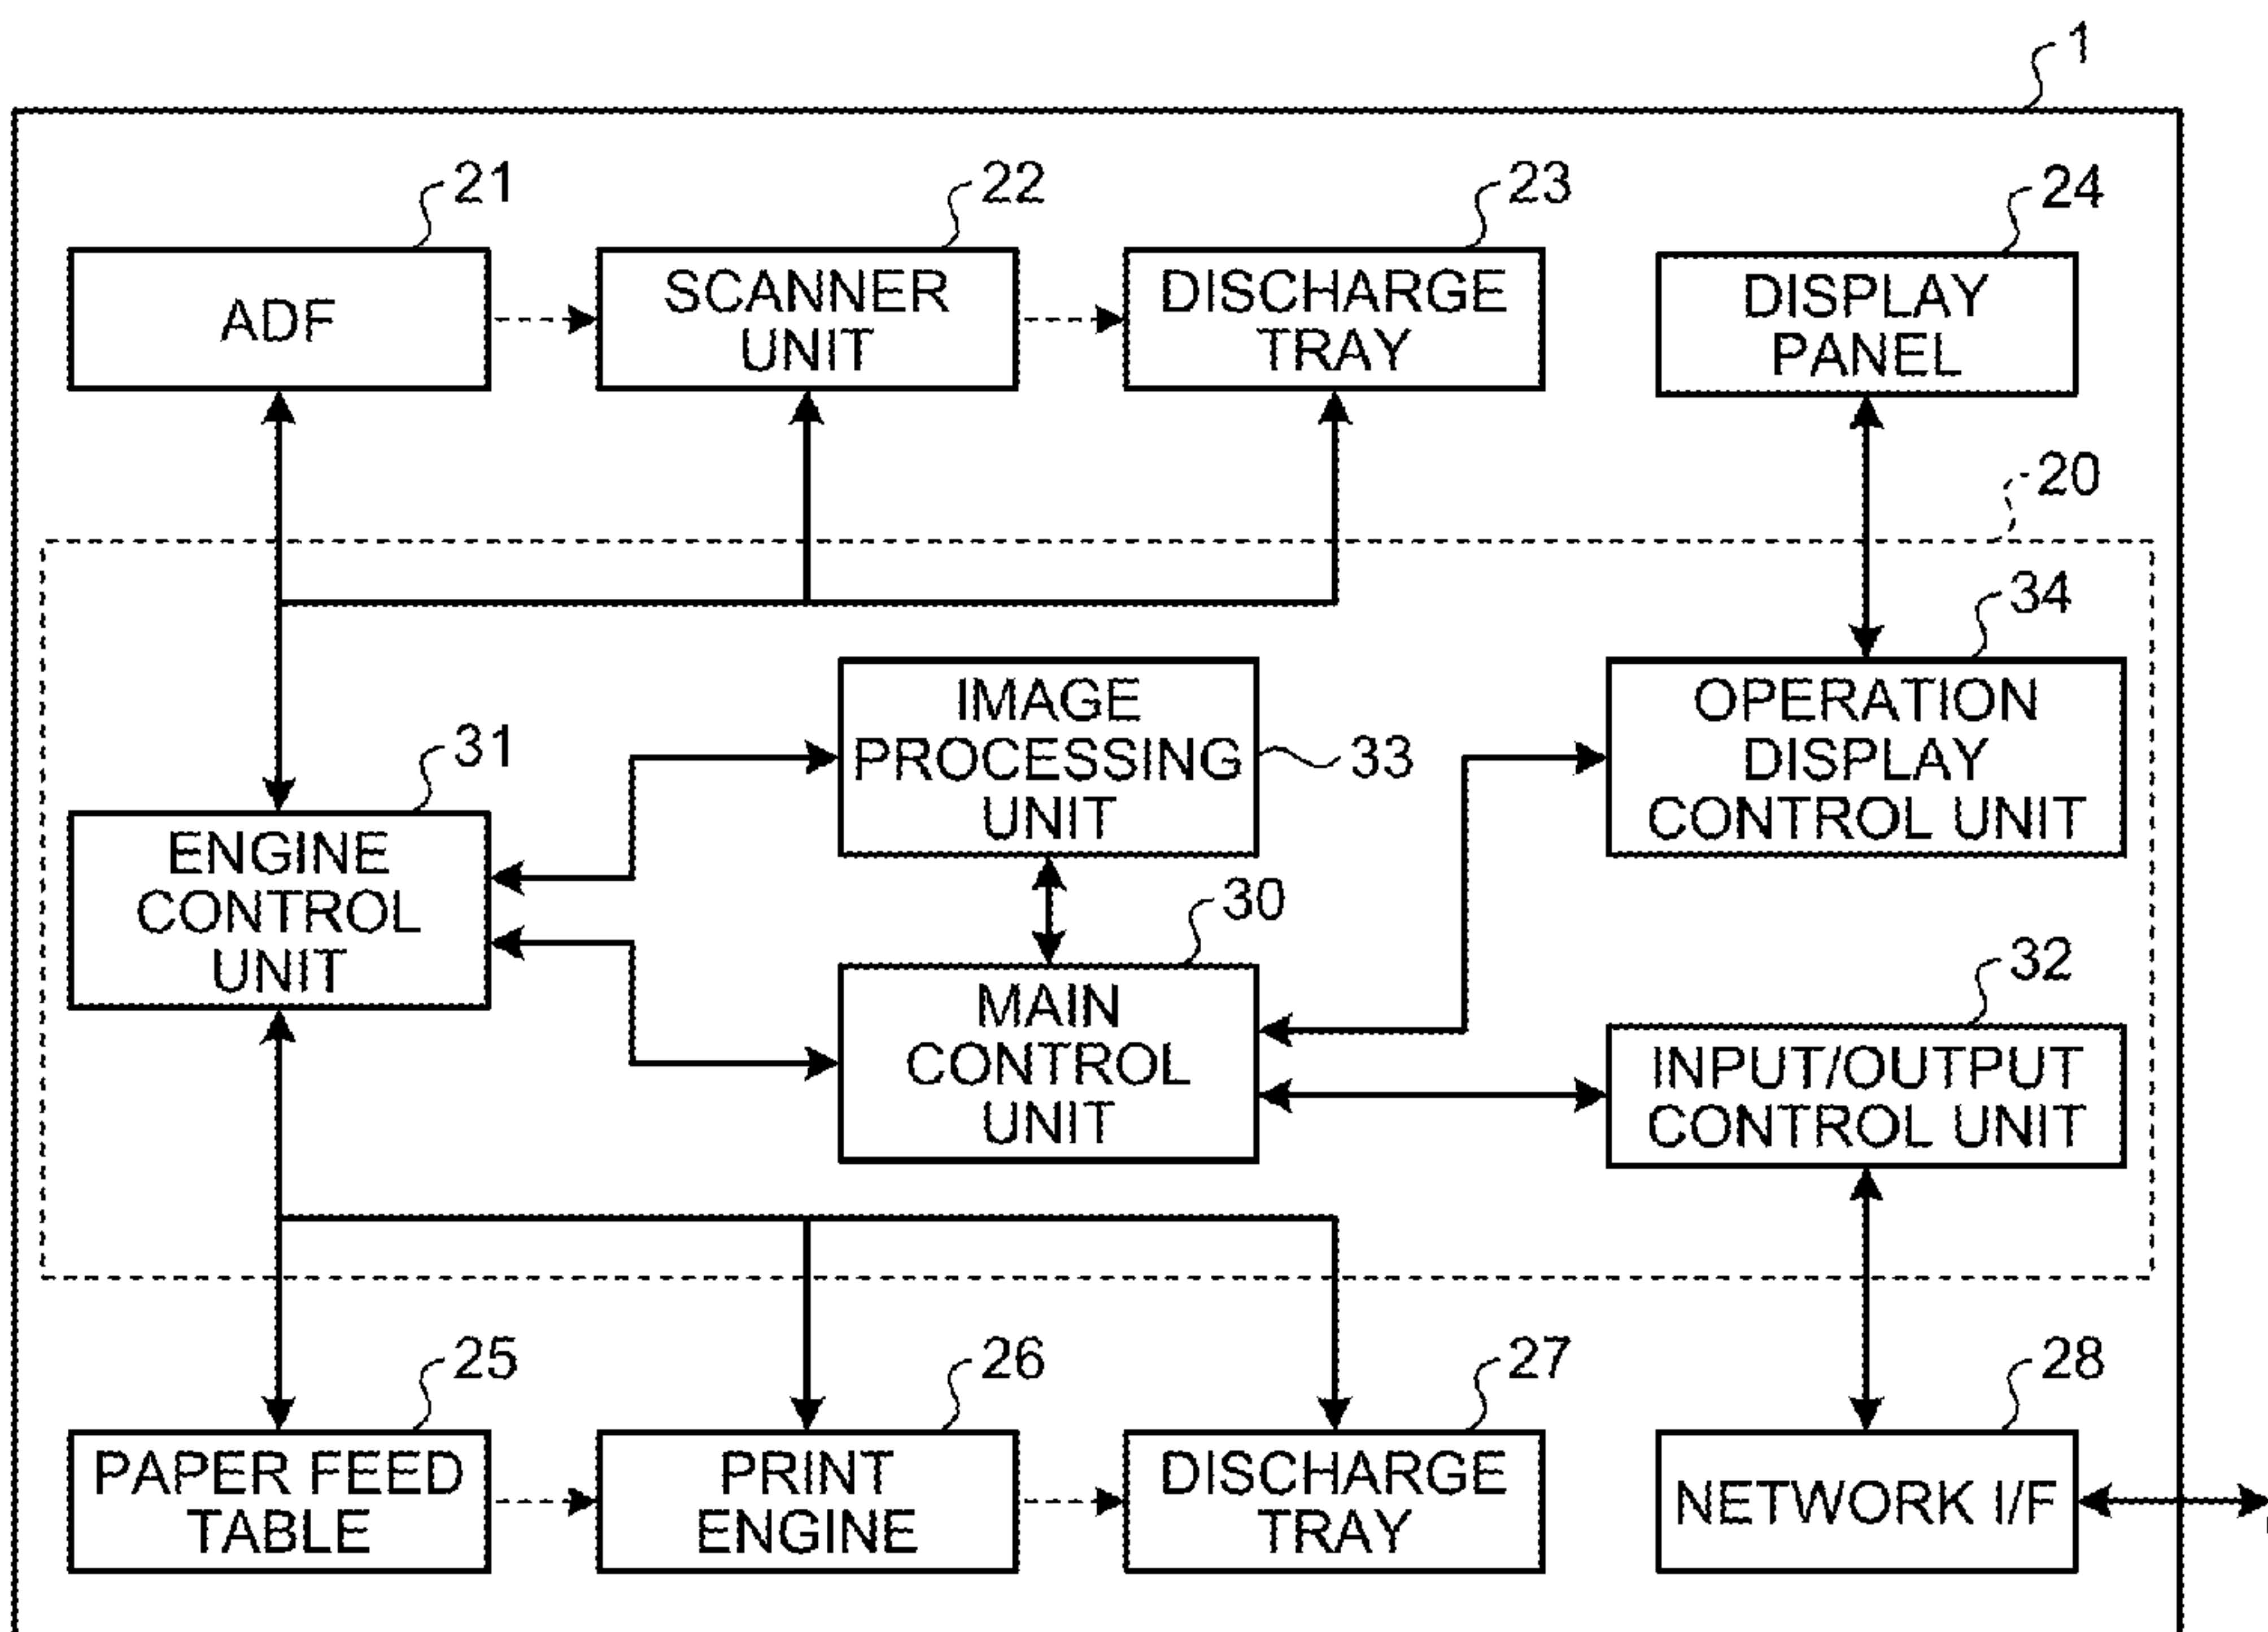 1
21
22
23
24
ADF
SCANNER
UNIT
DISCHARGE
TRAY
DISPLAY
PANEL
20
34
31
IMAGE
PROCESSING
UNIT
33
OPERATION
DISPLAY
CONTROL UNIT
ENGINE
CONTROL
UNIT
30
32
MAIN
CONTROL
UNIT
INPUT/OUTPUT
CONTROL UNIT
25
26
27
28
PAPER FEED
TABLE
PRINT
ENGINE
DISCHARGE
TRAY
NETWORK I/F